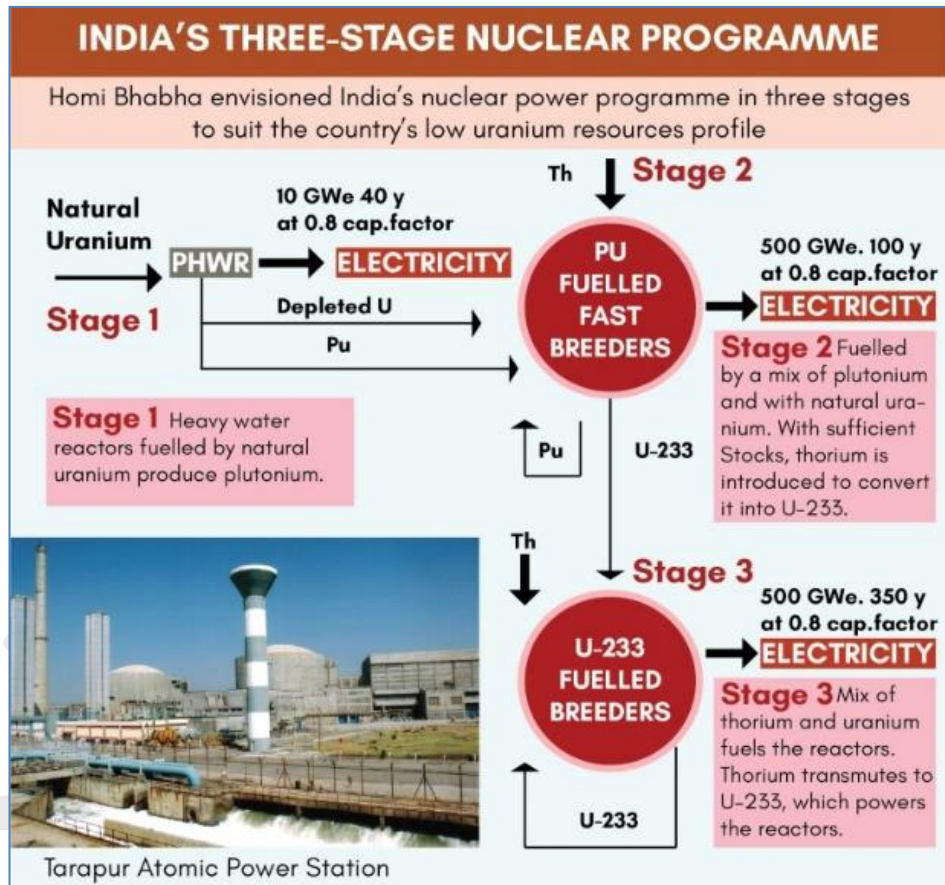 INDIA'S THREE-STAGE NUCLEAR PROGRAMME
Homi Bhabha envisioned India's nuclear power programme in three stages
to suit the country's low uranium resources profile
Natural
Uranium
Stage 1
PHWR
10 GWe 40 y
at 0.8 cap.factor
ELECTRICITY
Depleted U
Pu
Stage 1 Heavy water
reactors fuelled by natural
uranium produce plutonium.
Th
Stage 2
PU
FUELLED
FAST
BREEDERS
500 GWe. 100 y
at 0.8 cap.factor
ELECTRICITY
Stage 2 Fuelled
by a mix of plutonium
and with natural ura-
nium. With sufficient
Stocks, thorium is
introduced to convert
it into U-233.
Pu
U-233
Th
Stage 3
U-233
FUELLED
BREEDERS
500 GWe. 350 y
at 0.8 cap.factor
ELECTRICITY
Stage 3 Mix of
thorium and uranium
fuels the reactors.
Thorium transmutes to
U-233, which powers
the reactors.
U-233
Tarapur Atomic Power Station